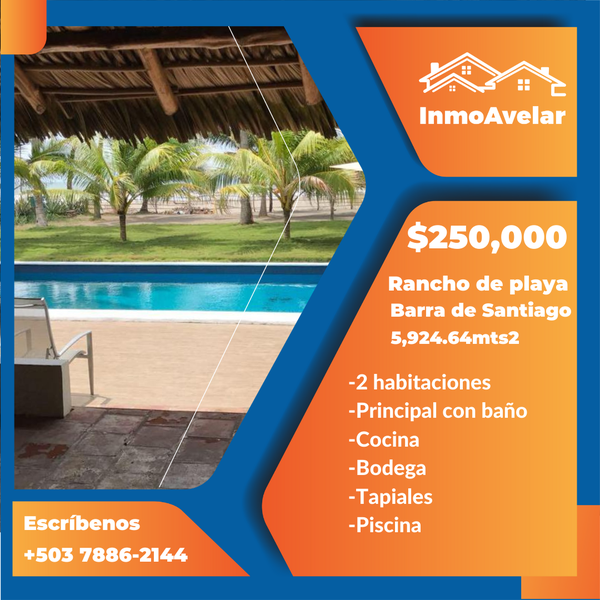 InmoAvelar
$250,000
Rancho de playa
Barra de Santiago
5,924.64mts2
-2 habitaciones
-Principal con baño
-Cocina
-Bodega
-Tapiales
-Piscina
Escríbenos
+503 7886-2144